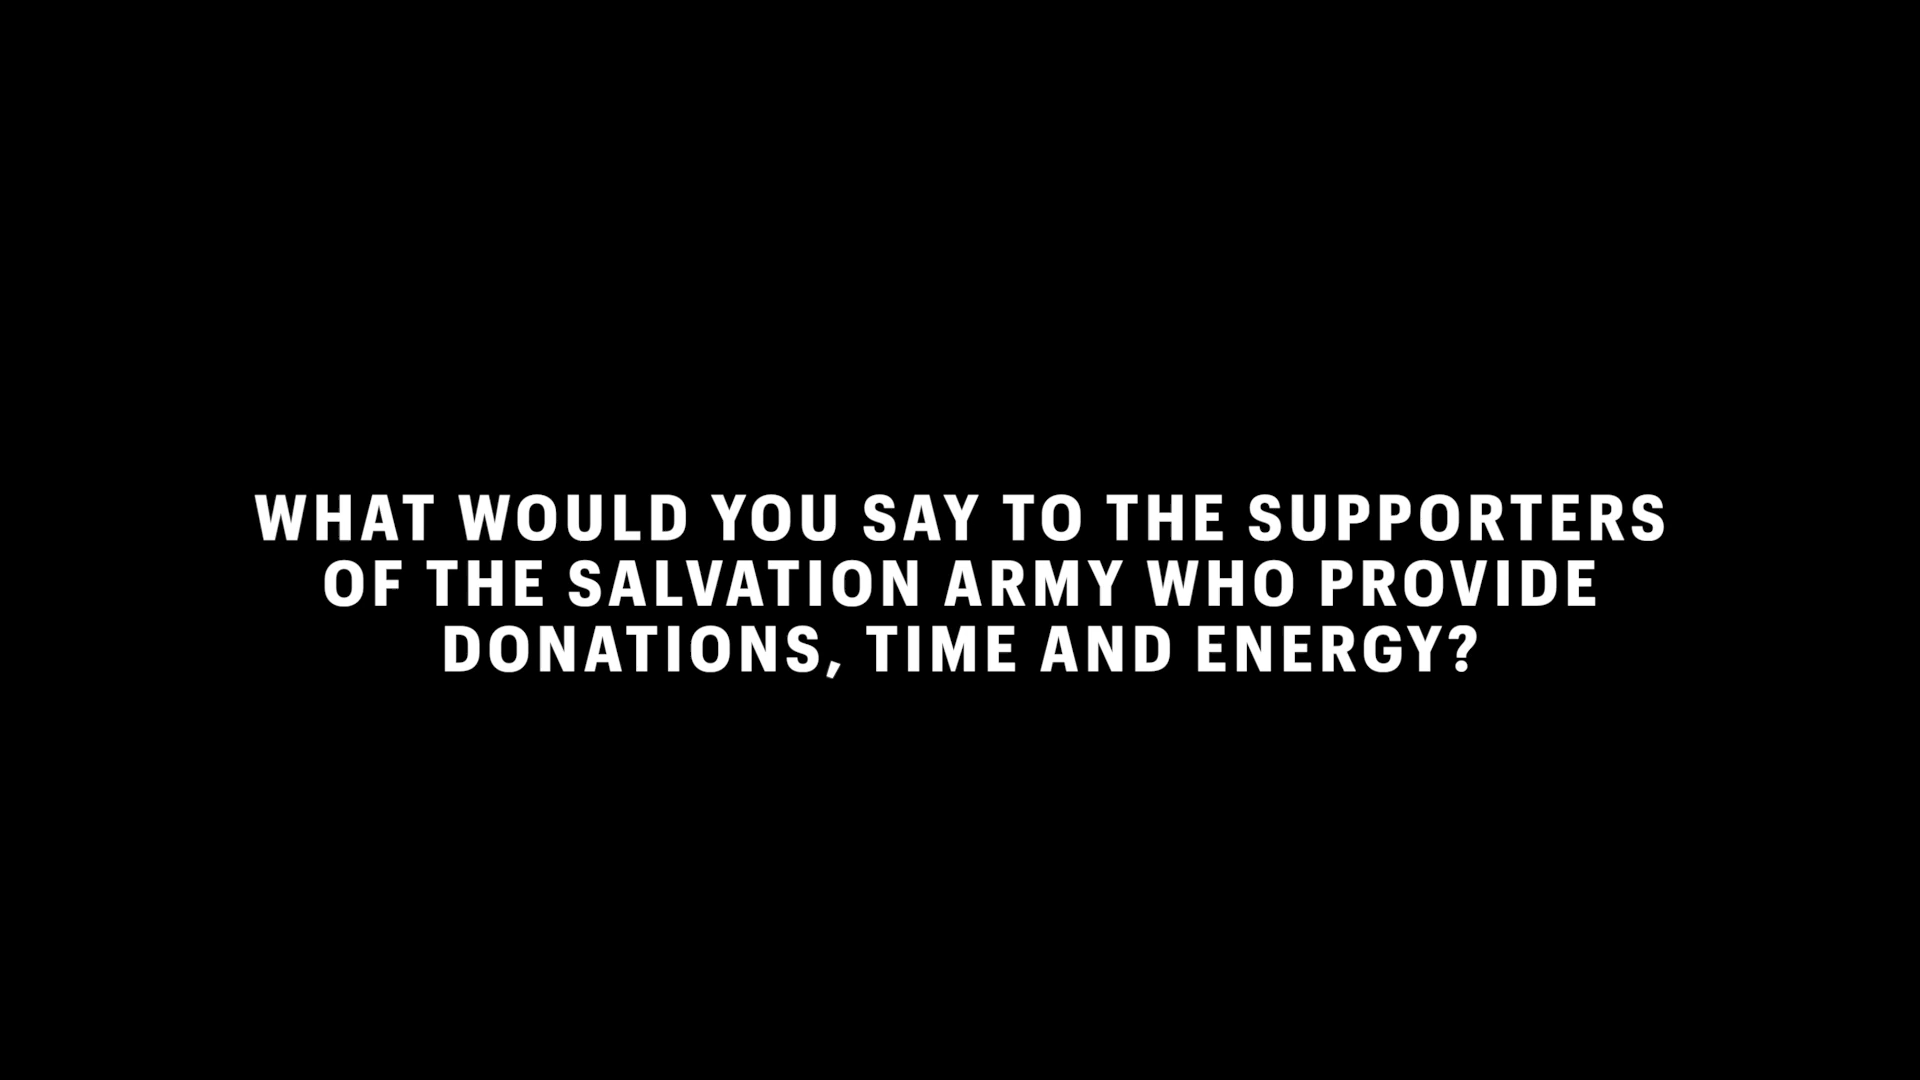 WHAT WOULD YOU SAY TO THE SUPPORTERS
OF THE SALVATION ARMY WHO PROVIDE
DONATIONS, TIME AND ENERGY?